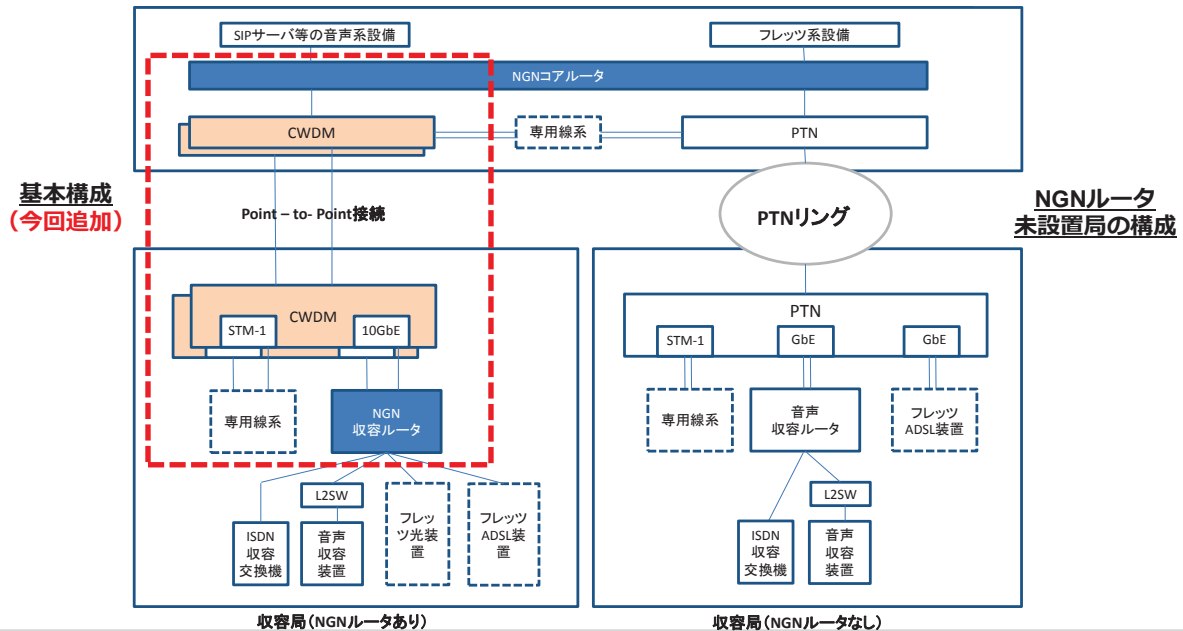 SIPサーバ等の音声系設備
フレッツ系設備
NGNコアルータ
CWDM
専用線系
PTN
基本構成
（今回追加）
Point – to- Point接続
PTNリング
NGNルータ
未設置局の構成
CWDM
STM-1
10GbE
専用線系
NGN
収容ルータ
L2SW
ISDN
収容
交換機
音声
収容
装置
フレッ
ツ光装
置
フレッツ
ADSL装
置
収容局（NGNルータあり）
PTN
STM-1
GbE
GbE
専用線系
音声
収容ルータ
フレッツ
ADSL装置
L2SW
ISDN
収容
交換機
音声
収容
装置
収容局（NGNルータなし）